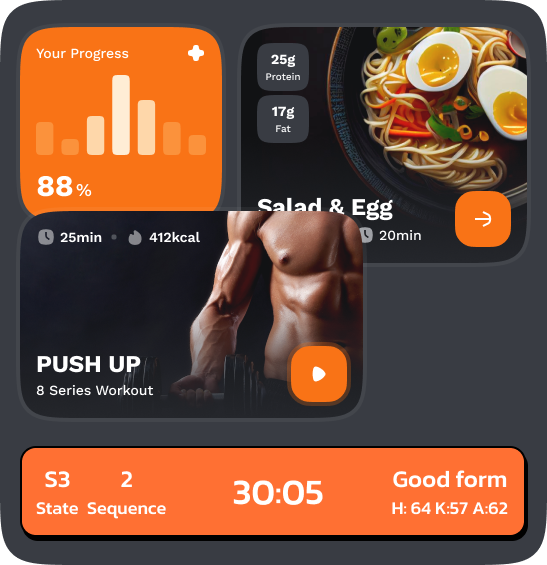 Your Progress
88%
25g
Protein
17g
Fat
Salad & Egg
20min
25min • 412kcal
PUSH UP
8 Series Workout
S3
State
2
Sequence
30:05
Good form
H: 64 K:57 A:62